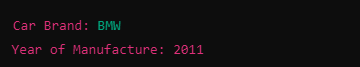 Car Brand: BMW
Year of Manufacture: 2011